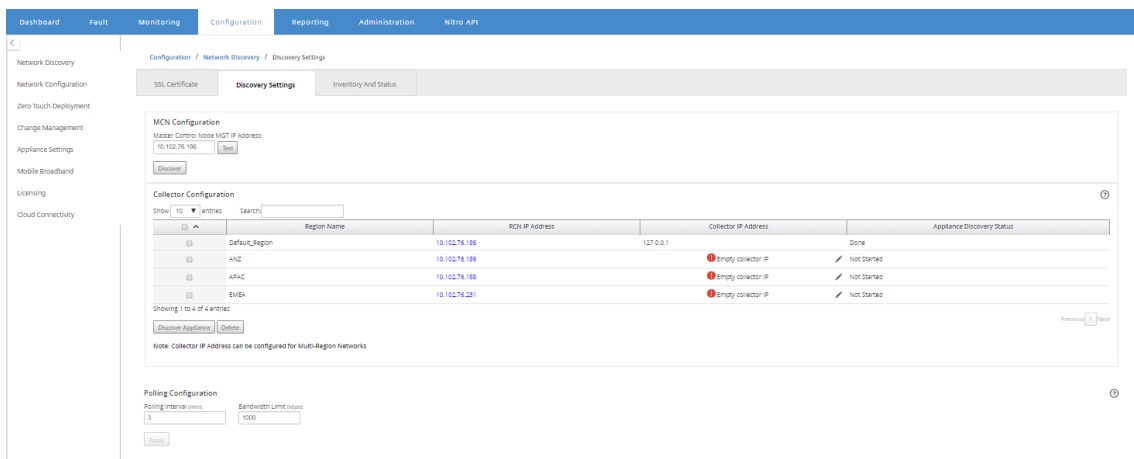 Dashboard Fault Monitoring Configuration Reporting Administration Nitro API
Network Discovery
Network Configuration
Zero Touch Deployment
Change Management
Appliance Settings
Mobile Broadband
Licensing
Cloud Connectivity
Configuration / Network Discovery / Discovery Settings
SSL Certificate Discovery Settings Inventory And Status
MCN Configuration
Master Control Node MGT IP Address:
10.102.76.186 Test
Discover
Collector Configuration
Show 10 entries Search:
Region Name RCN IP Address Collector IP Address Appliance Discovery Status
Default_Region 10.102.76.186 127.0.0.1 Done
ANZ 10.102.76.189 Empty collector IP Not Started
APAC 10.102.76.188 Empty collector IP Not Started
EMEA 10.102.76.231 Empty collector IP Not Started
Showing 1 to 4 of 4 entries
Previous 1 Next
Discover Appliance Delete
Note: Collector IP Address can be configured for Multi-Region Networks
Polling Configuration
Polling Interval (min): Bandwidth Limit (kbps):
3 1000
Apply